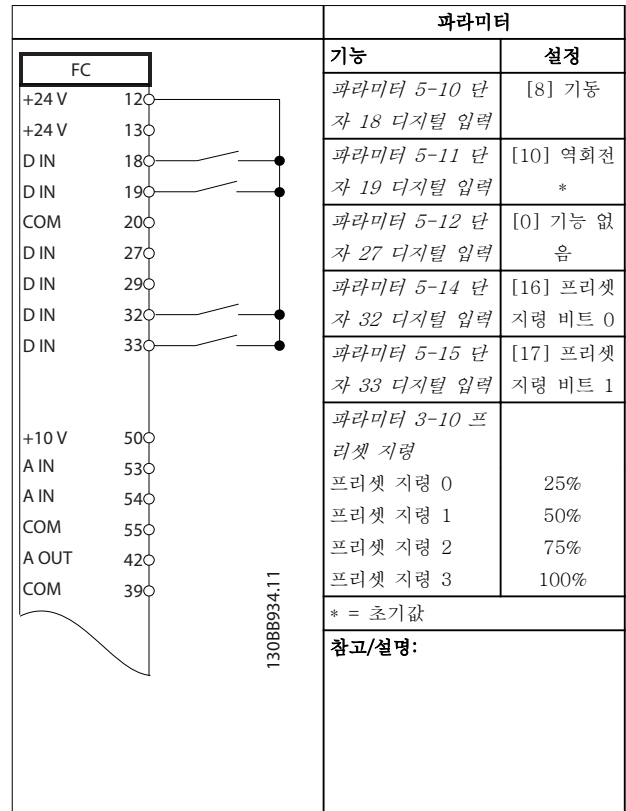 파라미터
기능 설정
FC
+24 V 12
+24 V 13
D IN 18
D IN 19
COM 20
D IN 27
D IN 29
D IN 32
D IN 33
+10 V 50
A IN 53
A IN 54
COM 55
A OUT 42
COM 39
130BB934.11
파라미터 5-10 단 [8] 기동
자 18 디지털 입력
파라미터 5-11 단 [10] 역회전
자 19 디지털 입력 *
파라미터 5-12 단 [0] 기능 없
자 27 디지털 입력 음
파라미터 5-14 단 [16] 프리셋
자 32 디지털 입력 지령 비트 0
파라미터 5-15 단 [17] 프리셋
자 33 디지털 입력 지령 비트 1
파라미터 3-10 프
리셋 지령
프리셋 지령 0 25%
프리셋 지령 1 50%
프리셋 지령 2 75%
프리셋 지령 3 100%
* = 초기값
참고/설명: